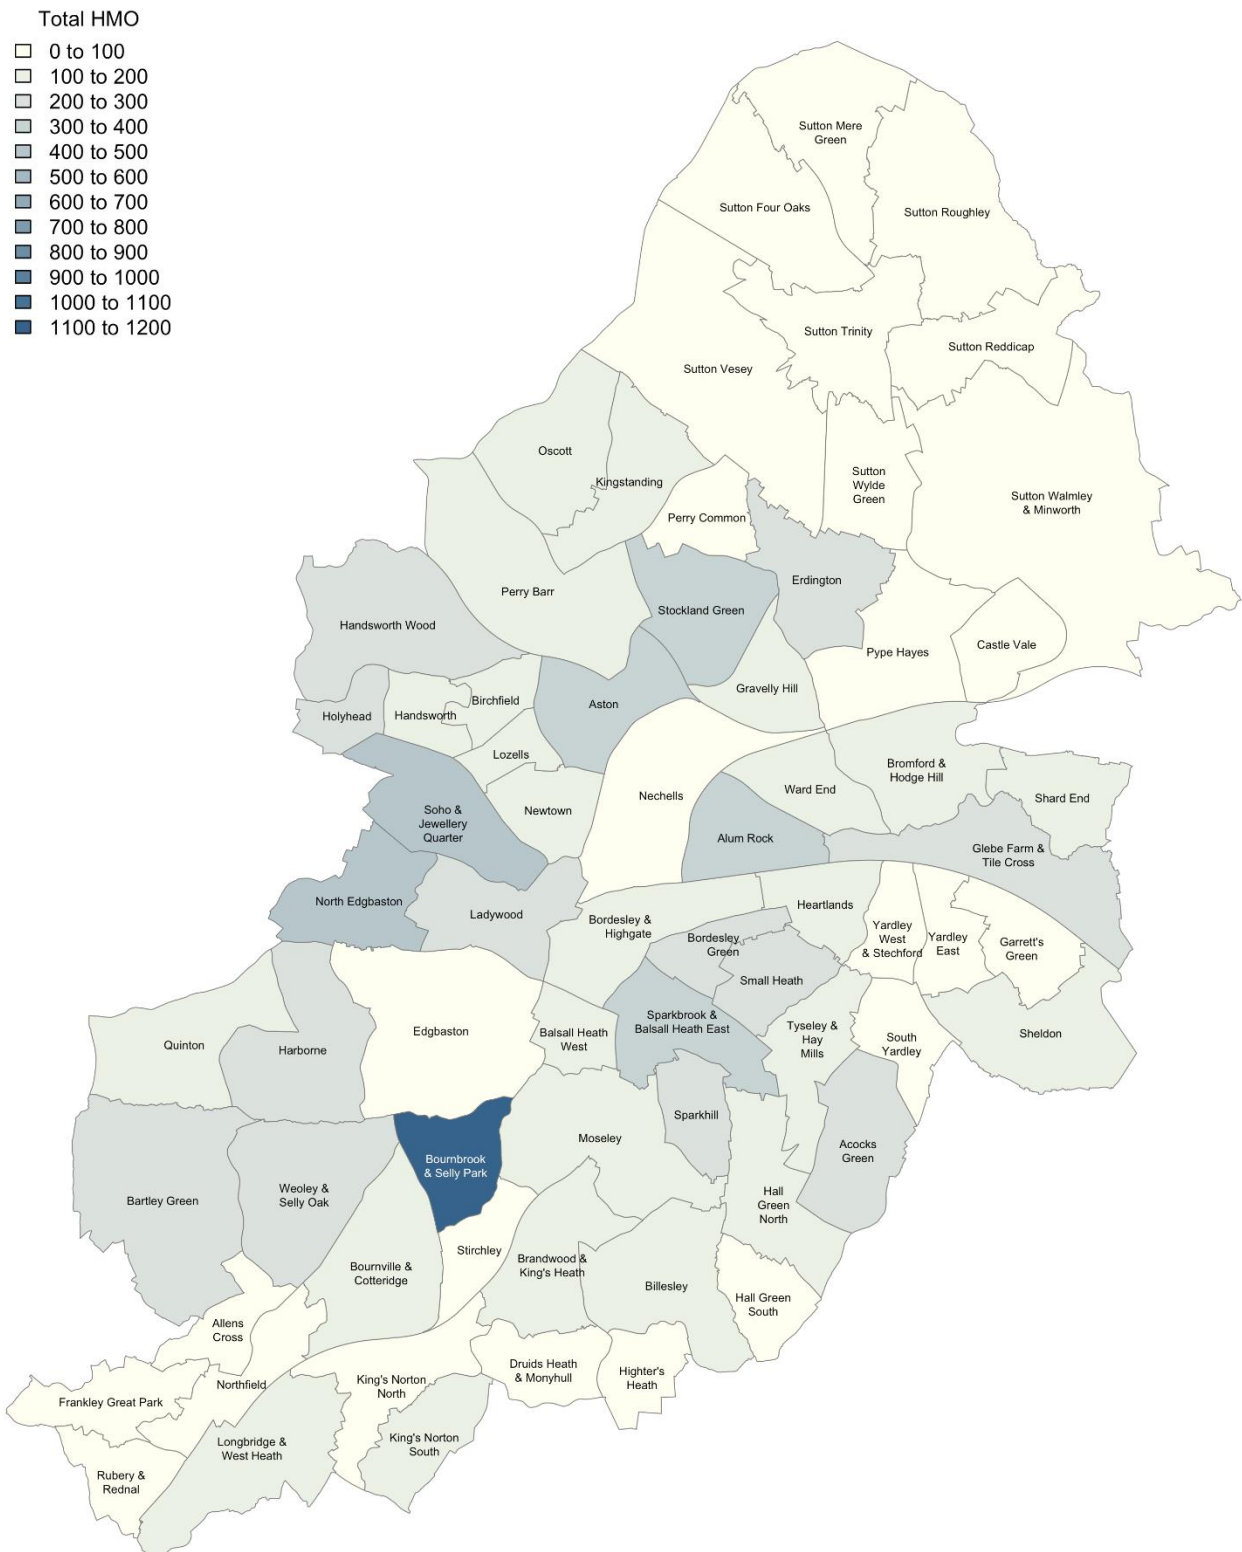 Total HMO
0 to 100
100 to 200
200 to 300
300 to 400
400 to 500
500 to 600
600 to 700
700 to 800
800 to 900
900 to 1000
1000 to 1100
1100 to 1200
Sutton Mere
Green
Sutton Four Oaks
Sutton Roughley
Sutton Trinity
Sutton Reddicap
Sutton Vesey
Oscott
Kingstanding
Sutton
Wylde
Green
Sutton Walmley
& Minworth
Perry Common
Erdington
Perry Barr
Stockland Green
Handsworth Wood
Pype Hayes
Castle Vale
Gravelly Hill
Birchfield
Aston
Holyhead
Handsworth
Lozells
Bromford &
Hodge Hill
Ward End
Nechells
Shard End
Newtown
Soho &
Jewellery
Quarter
Alum Rock
Glebe Farm &
Tile Cross
North Edgbaston
Ladywood
Bordesley &
Highgate
Heartlands
Yardley
West
& Stechford
Yardley
East
Garrett's
Green
Bordesley
Green
Small Heath
Sparkbrook &
Balsall Heath East
Edgbaston
Balsall Heath
West
Tyseley &
Hay
Mills
South
Yardley
Sheldon
Quinton
Harborne
Sparkhill
Moseley
Acocks
Green
Bournbrook
& Selly Park
Bartley Green
Weoley &
Selly Oak
Hall
Green
North
Stirchley
Bournville &
Cotteridge
Brandwood &
King's Heath
Billesley
Hall Green
South
Allens
Cross
Druids Heath
& Monyhull
Highter's
Heath
King's Norton
North
Northfield
Frankley Great Park
Longbridge &
West Heath
King's Norton
South
Rubery &
Rednal